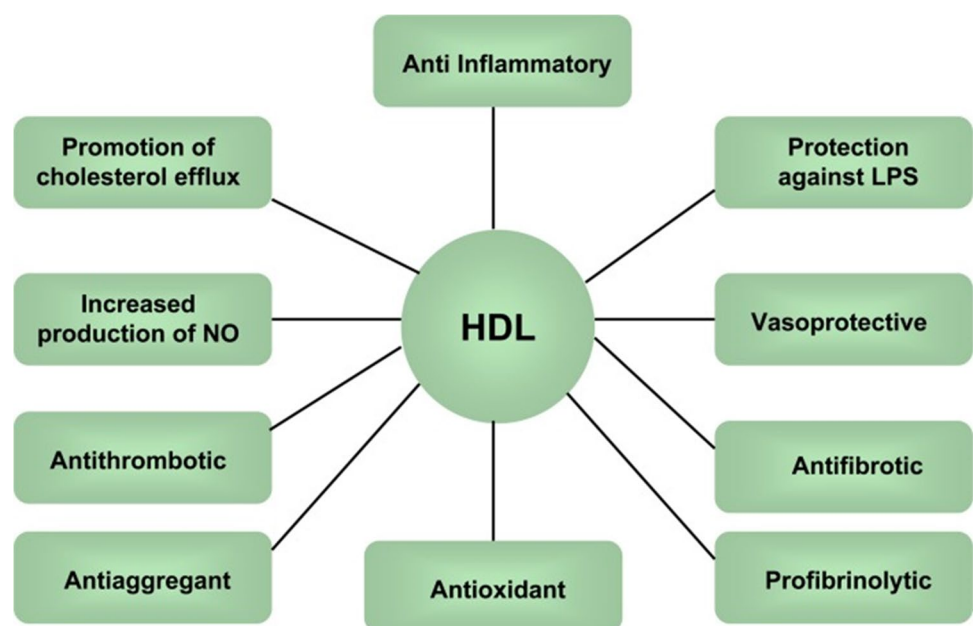 Anti Inflammatory
Promotion of
cholesterol efflux
Protection
against LPS
Increased
production of NO
HDL
Vasoprotective
Antithrombotic
Antifibrotic
Antiaggregant
Antioxidant
Profibrinolytic